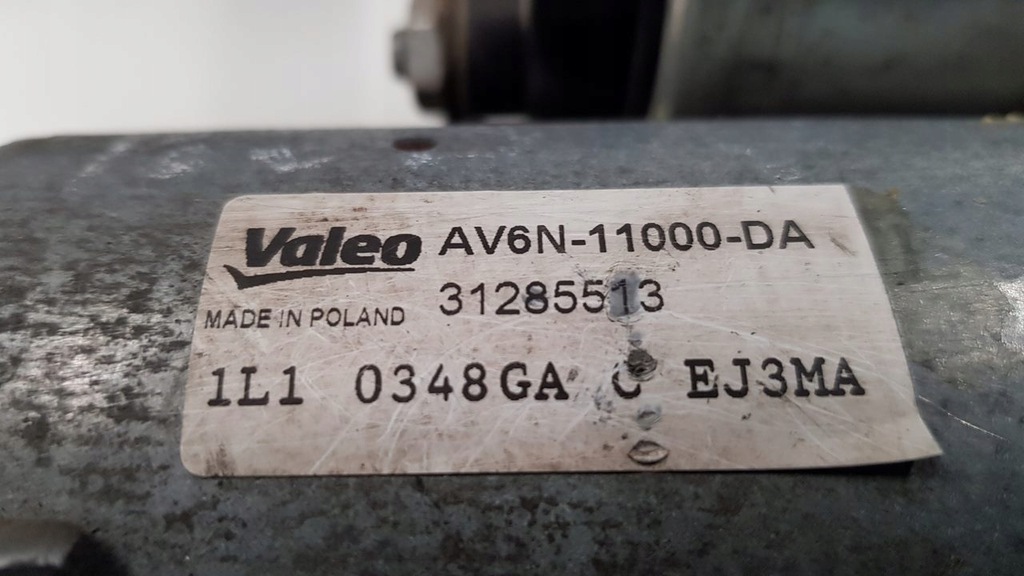 Valeo AV6N-11000-DA
31285513
MADE IN POLAND
1L1 0348GA C EJ3MA